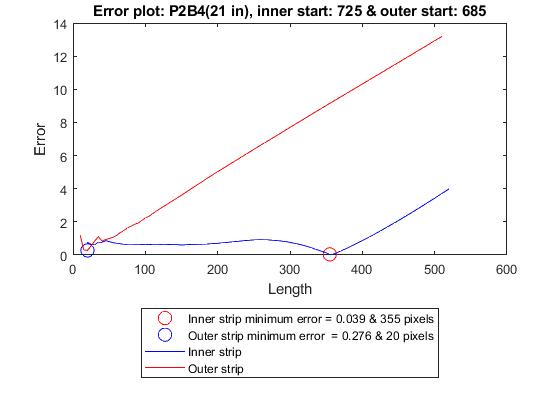 Error plot: P2B4(21 in), inner start: 725 & outer start: 685
14
12
10
8
6
4
2
0
Error
0 100 200 300 400 500 600
Length
Inner strip minimum error = 0.039 & 355 pixels
Outer strip minimum error = 0.276 & 20 pixels
Inner strip
Outer strip